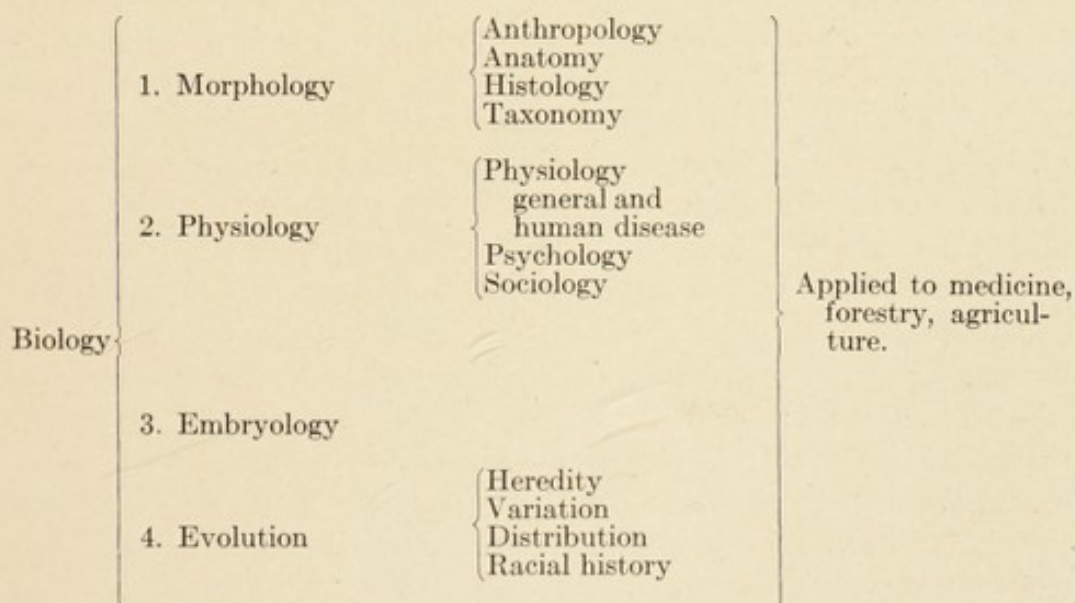 Biology
1. Morphology
Anthropology
Anatomy
Histology
Taxonomy
2. Physiology
Physiology
general and
human disease
Psychology
Sociology
3. Embryology
4. Evolution
Heredity
Variation
Distribution
Racial history
Applied to medicine,
forestry, agricul-
ture.